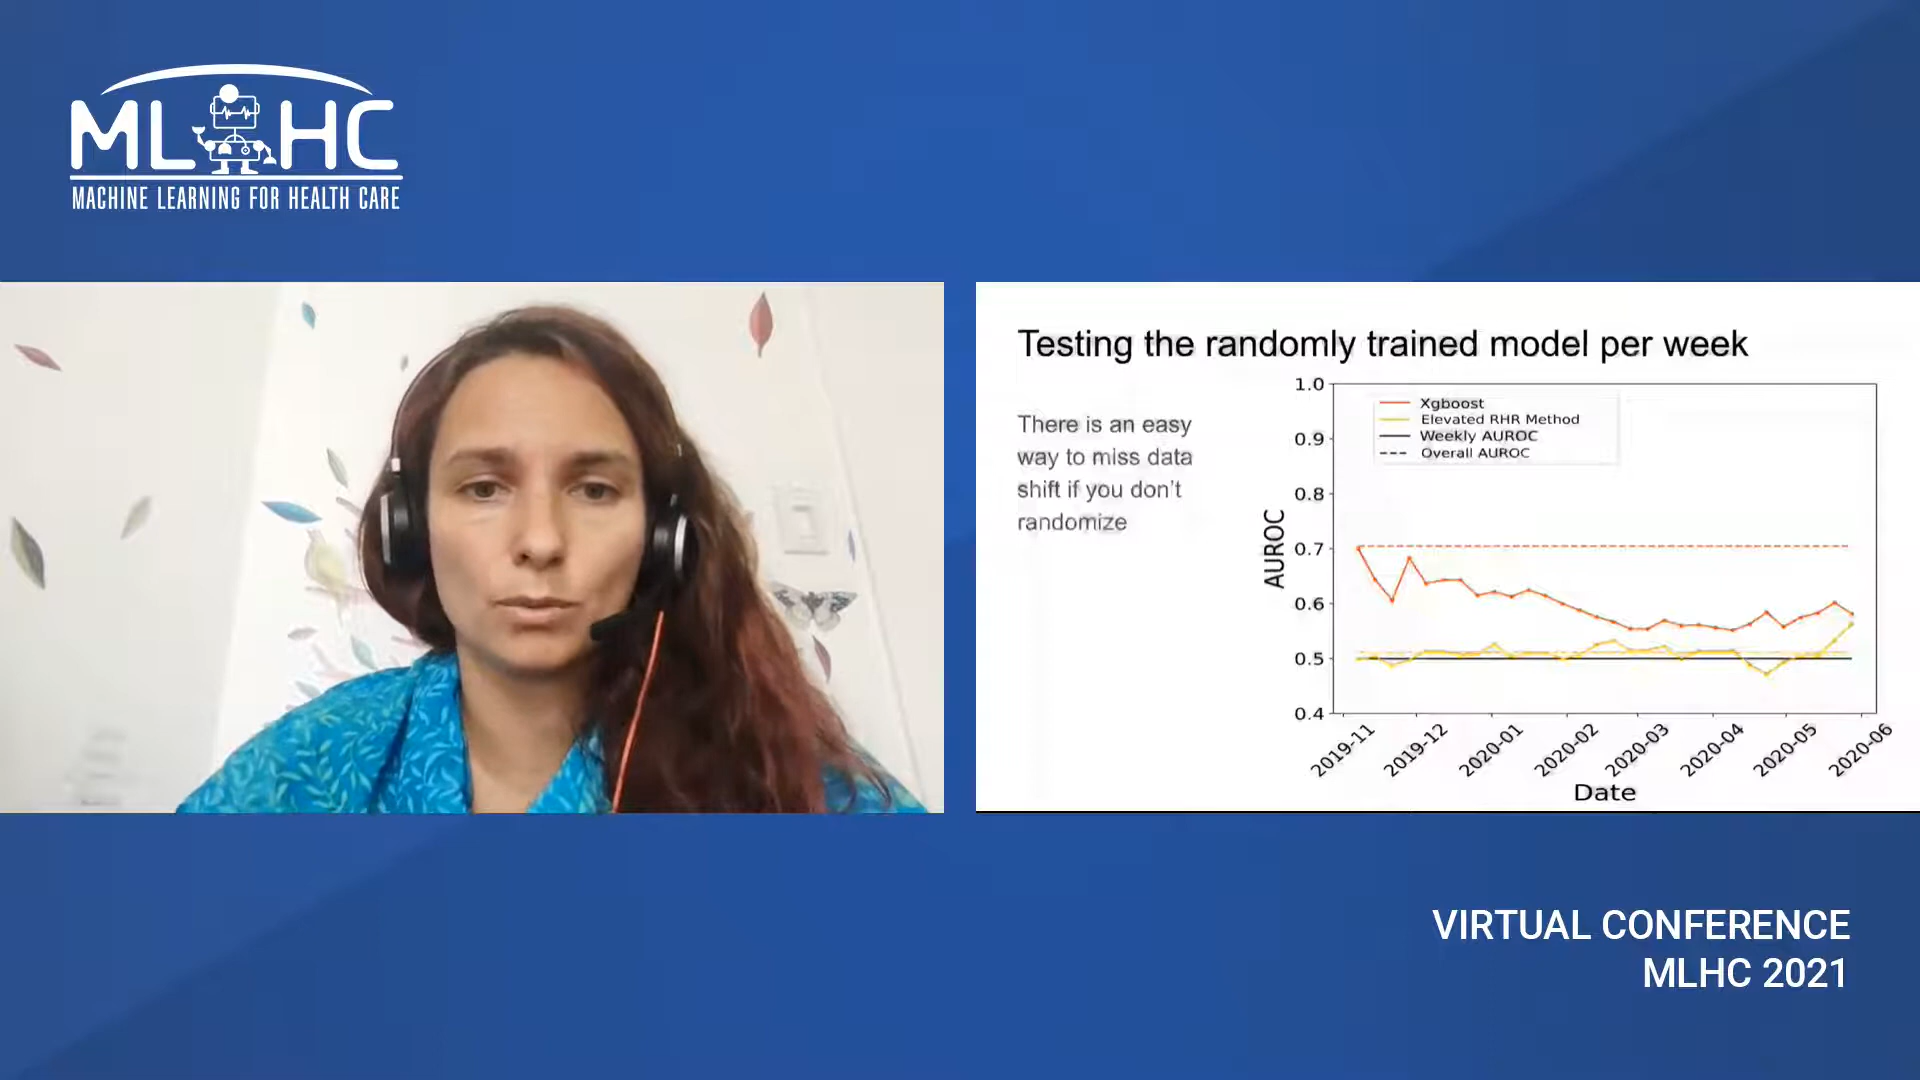 MLHC
MACHINE LEARNING FOR HEALTH CARE
Testing the randomly trained model per week
There is an easy
way to miss data
shift if you don't
randomize
1.0
0.9
0.8
0.7
0.6
0.5
0.4
AUROC
Xgboost
Elevated RHR Method
Weekly AUROC
Overall AUROC
2019-11
2019-12
2020-01
2020-02
2020-03
2020-04
2020-05
2020-06
Date
VIRTUAL CONFERENCE
MLHC 2021